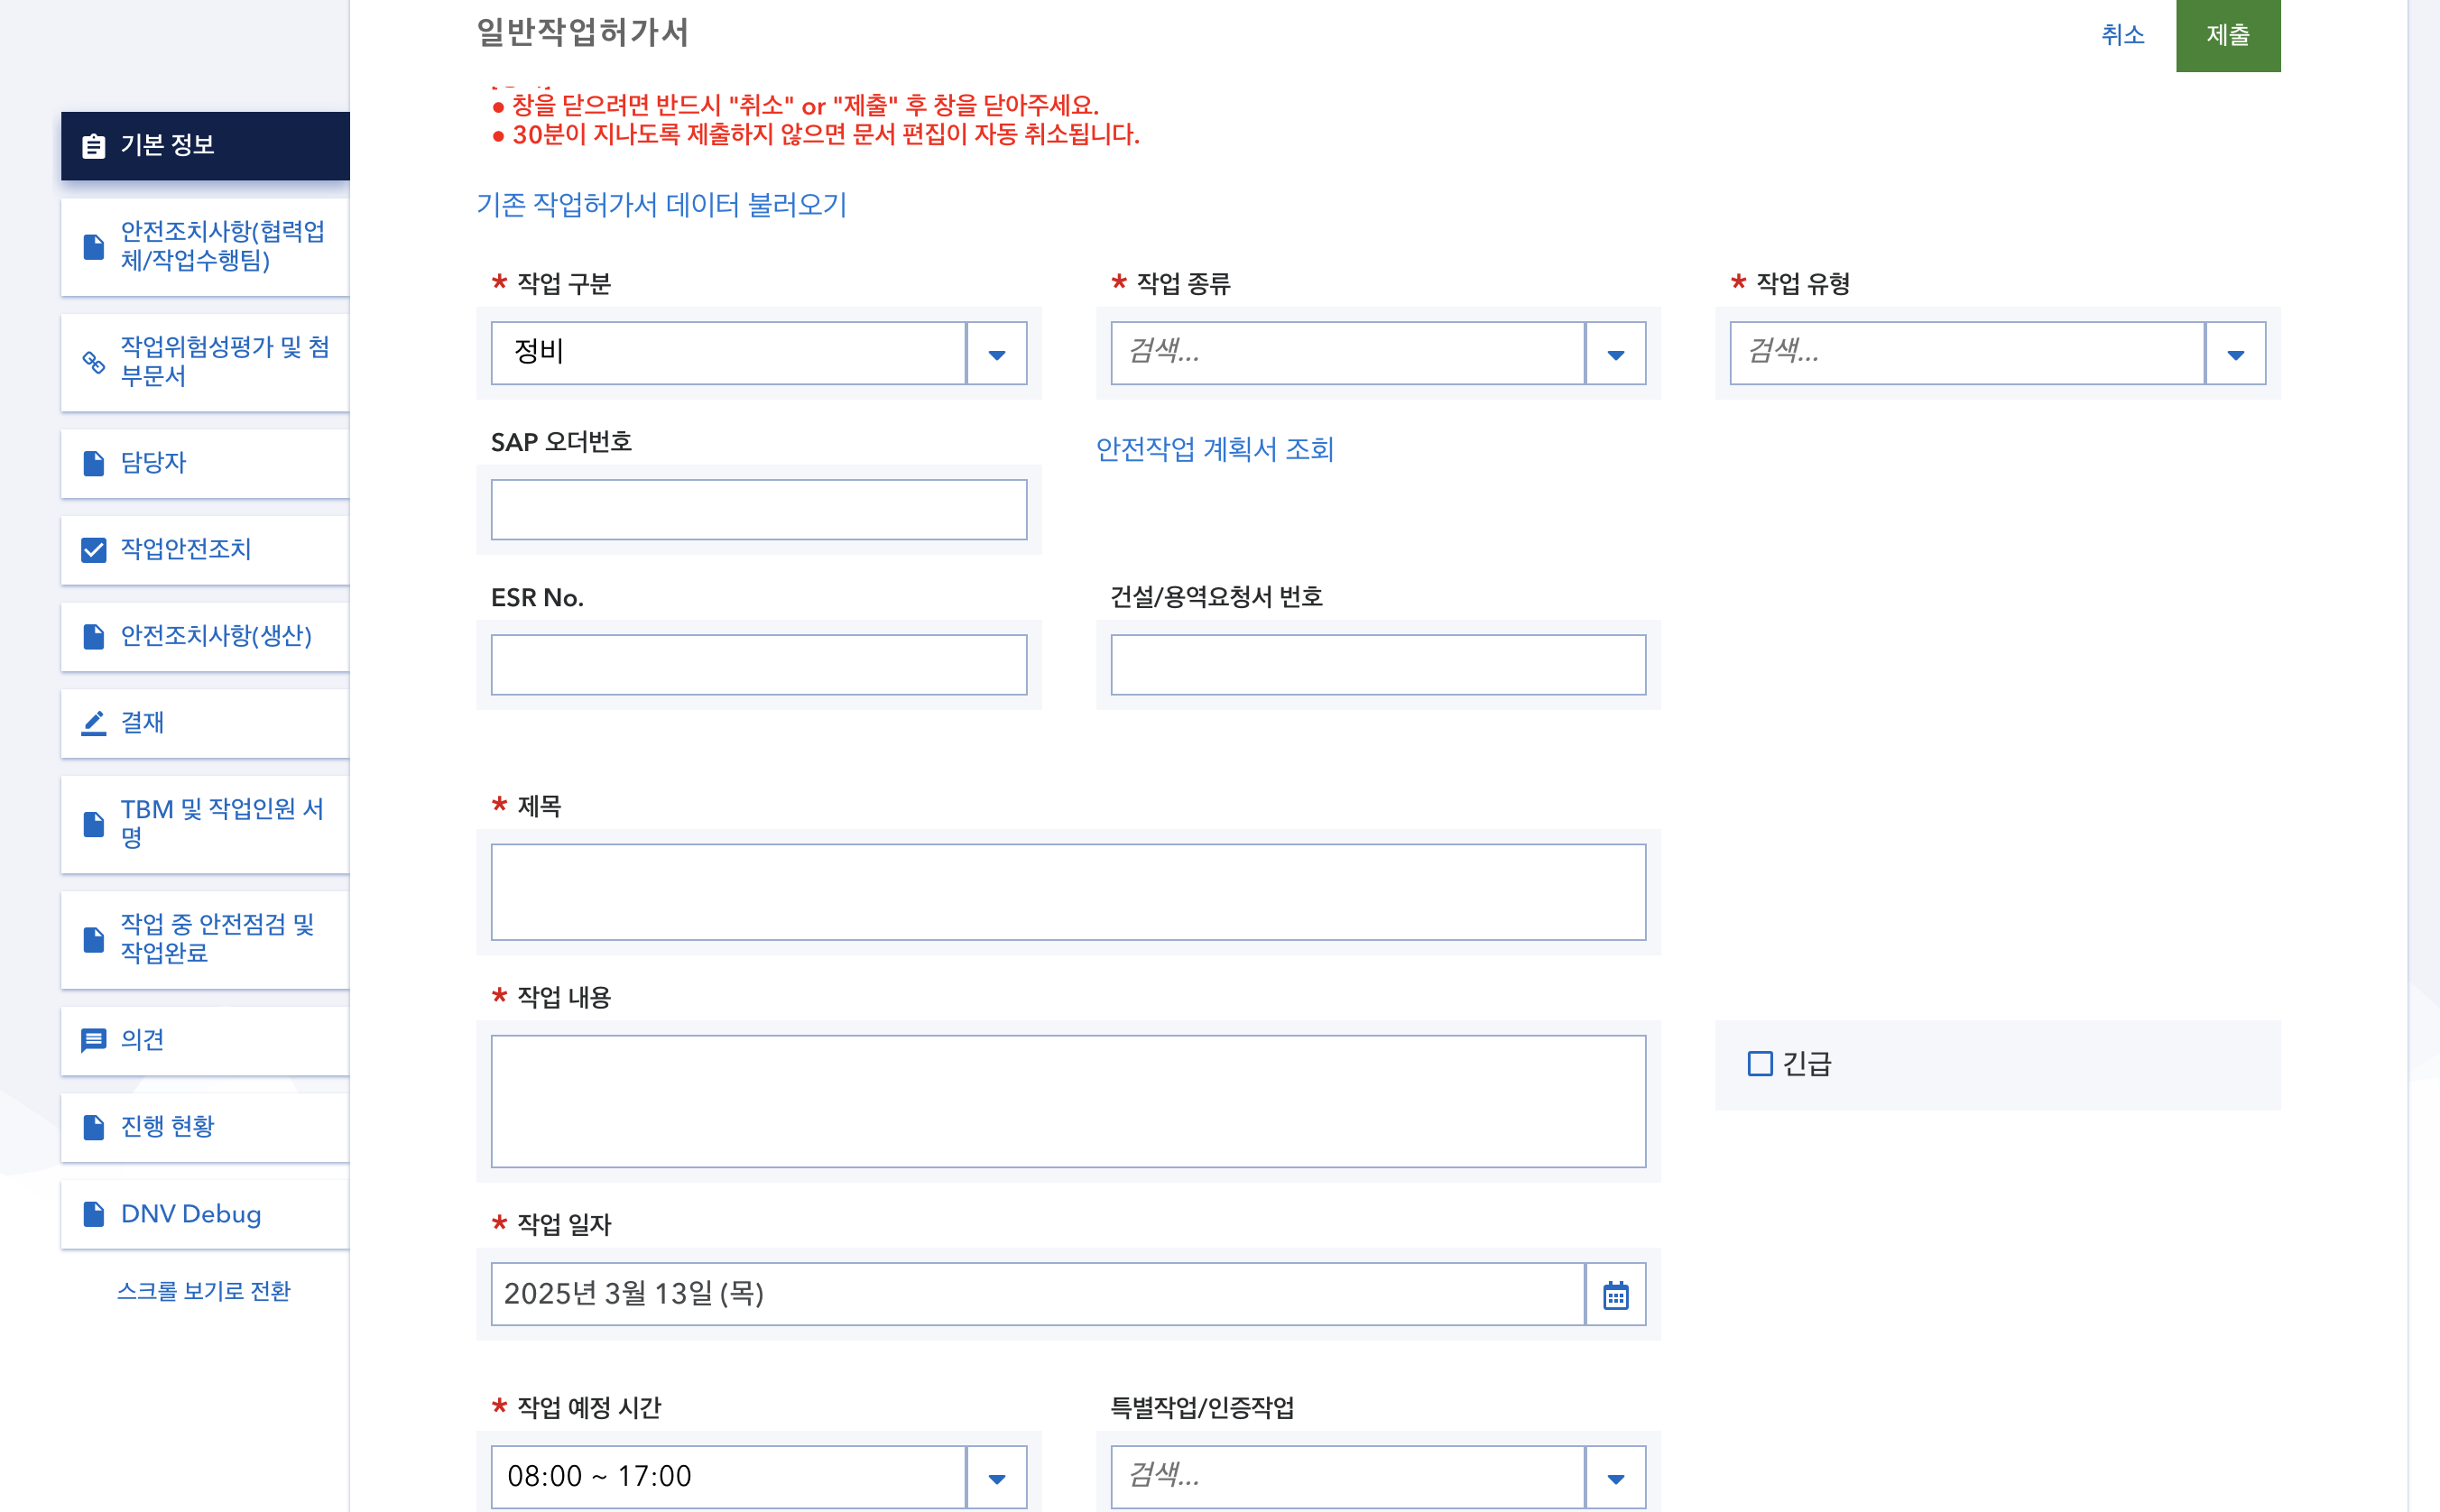 일반작업허가서
취소
제출
● 창을 닫으려면 반드시 "취소" or "제출" 후 창을 닫아주세요.
● 30분이 지나도록 제출하지 않으면 문서 편집이 자동 취소됩니다.
기본 정보
안전조치사항(협력업
체/작업수행팀)
작업위험성평가 및 첨
부문서
담당자
작업안전조치
안전조치사항(생산)
결재
TBM 및 작업인원 서
명
작업 중 안전점검 및
작업완료
의견
진행 현황
DNV Debug
스크롤 보기로 전환
기존 작업허가서 데이터 불러오기
* 작업 구분
정비
* 작업 종류
검색...
* 작업 유형
검색...
SAP 오더번호
안전작업 계획서 조회
ESR No.
건설/용역요청서 번호
* 제목
* 작업 내용
긴급
* 작업 일자
2025년 3월 13일 (목)
* 작업 예정 시간
08:00 ~ 17:00
특별작업/인증작업
검색...